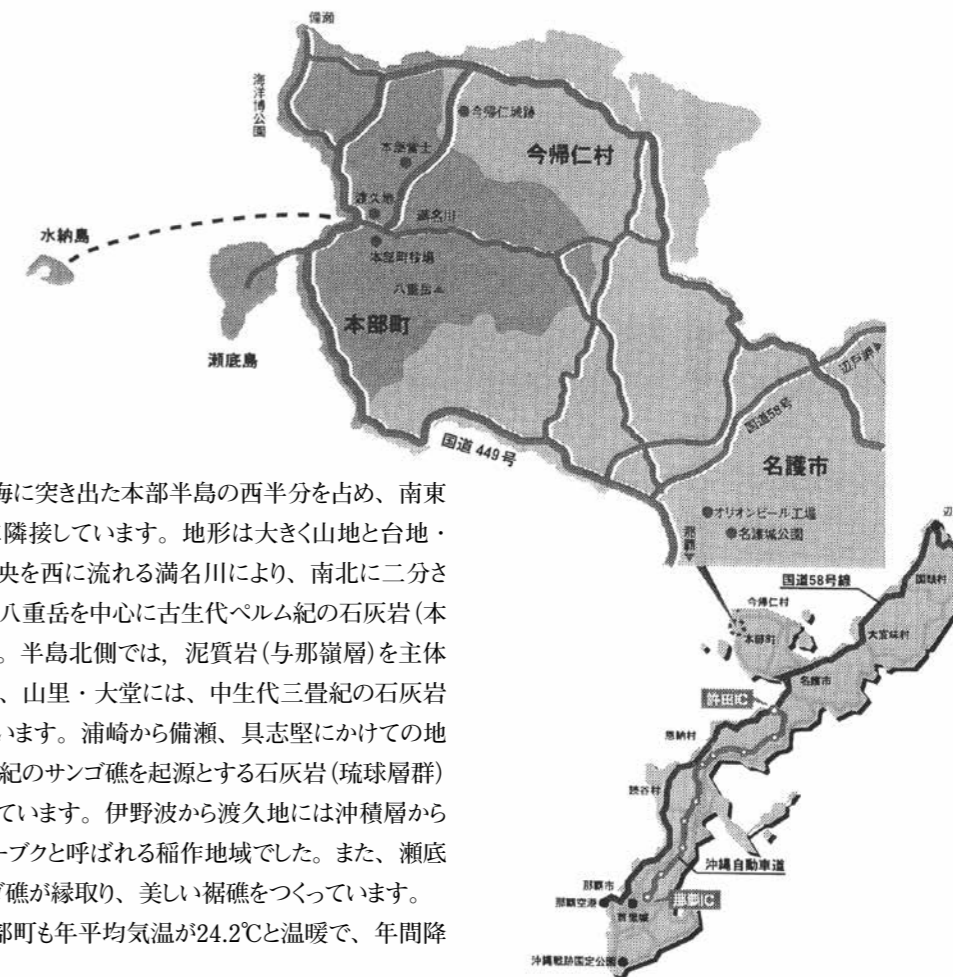 備瀬
海洋博公園
今帰仁城跡
今帰仁村
本部富士
渡久地
満名川
水納島
本部町役場
八重岳
本部町
瀬底島
辺戸岬
国道58号
国道449号
名護市
オリオンビール工場
名護城公園
那覇
海に突き出た本部半島の西半分を占め、南東
隣接しています。地形は大きく山地と台地・
央を西に流れる満名川により、南北に二分さ
八重岳を中心に古生代ペルム紀の石灰岩(本
。半島北側では，泥質岩(与那嶺層)を主体
、山里・大堂には、中生代三畳紀の石灰岩
います。浦崎から備瀬、具志堅にかけての地
紀のサンゴ礁を起源とする石灰岩(琉球層群)
ています。伊野波から渡久地には沖積層から
ーブクと呼ばれる稲作地域でした。また、瀬底
礁が縁取り、美しい裾礁をつくっています。
部町も年平均気温が24.2℃と温暖で、年間降
辺
国道58号線
国頭村
今帰仁村
大宜味村
本部町
名護市
許田IC
恩納村
読谷村
沖縄自動車道
那覇市
那覇空港
首里城
那覇IC
沖縄戦跡国定公園